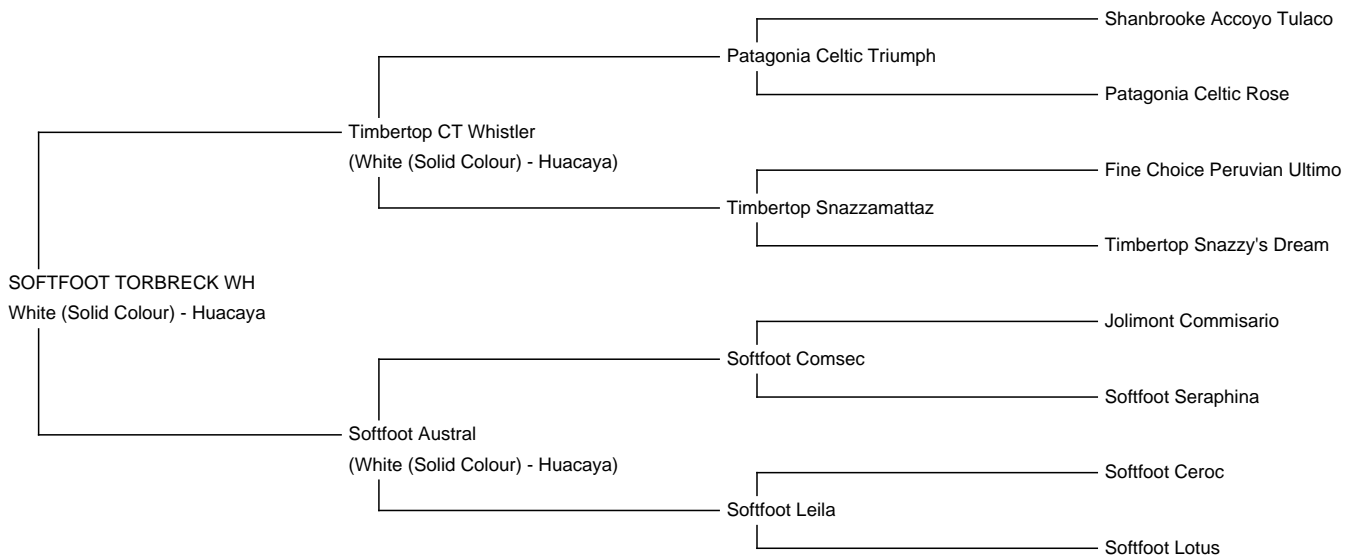 Shanbrooke Accoyo Tulaco
Patagonia Celtic Triumph
Patagonia Celtic Rose
Timbertop CT Whistler
(White (Solid Colour) - Huacaya)
Fine Choice Peruvian Ultimo
Timbertop Snazzamattaz
Timbertop Snazzy's Dream
SOFTFOOT TORBRECK WH
White (Solid Colour) - Huacaya
Jolimont Commisario
Softfoot Comsec
Softfoot Seraphina
Softfoot Austral
(White (Solid Colour) - Huacaya)
Softfoot Ceroc
Softfoot Leila
Softfoot Lotus